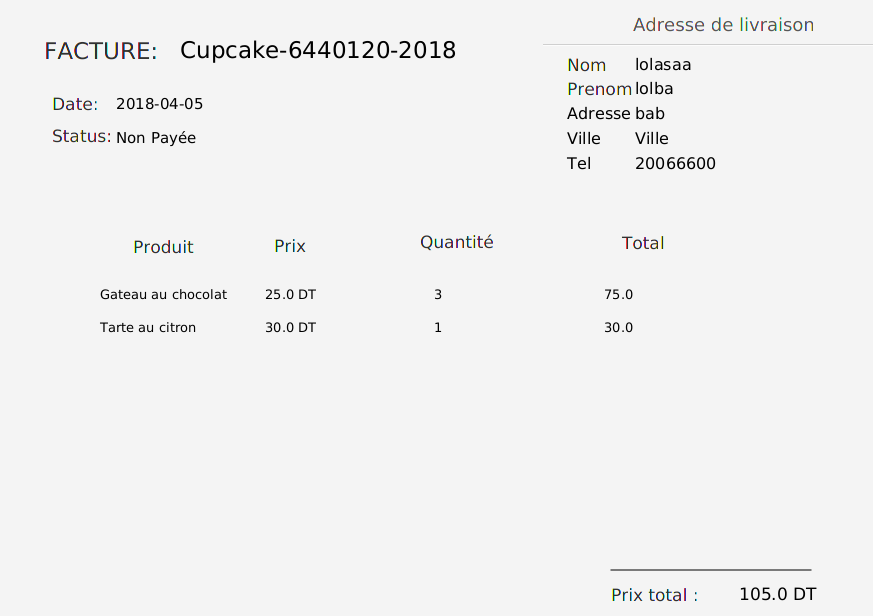 FACTURE: Cupcake-6440120-2018
Date: 2018-04-05
Status: Non Payée
Adresse de livraison
Nom lolasaa
Prenom lolba
Adresse bab
Ville Ville
Tel 20066600
Produit Prix Quantité Total
Gateau au chocolat 25.0 DT 3 75.0
Tarte au citron 30.0 DT 1 30.0
Prix total : 105.0 DT